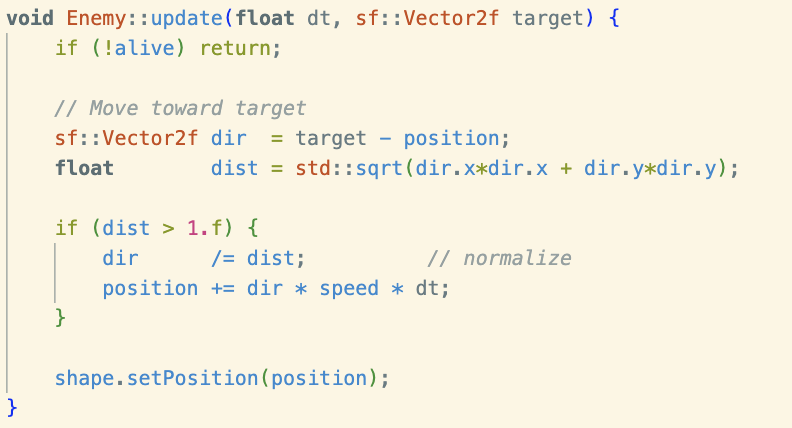 void Enemy::update(float dt, sf::Vector2f target) {
    if (!alive) return;

    // Move toward target
    sf::Vector2f dir  = target - position;
    float        dist = std::sqrt(dir.x*dir.x + dir.y*dir.y);

    if (dist > 1.f) {
        dir      /= dist;          // normalize
        position += dir * speed * dt;
    }

    shape.setPosition(position);
}